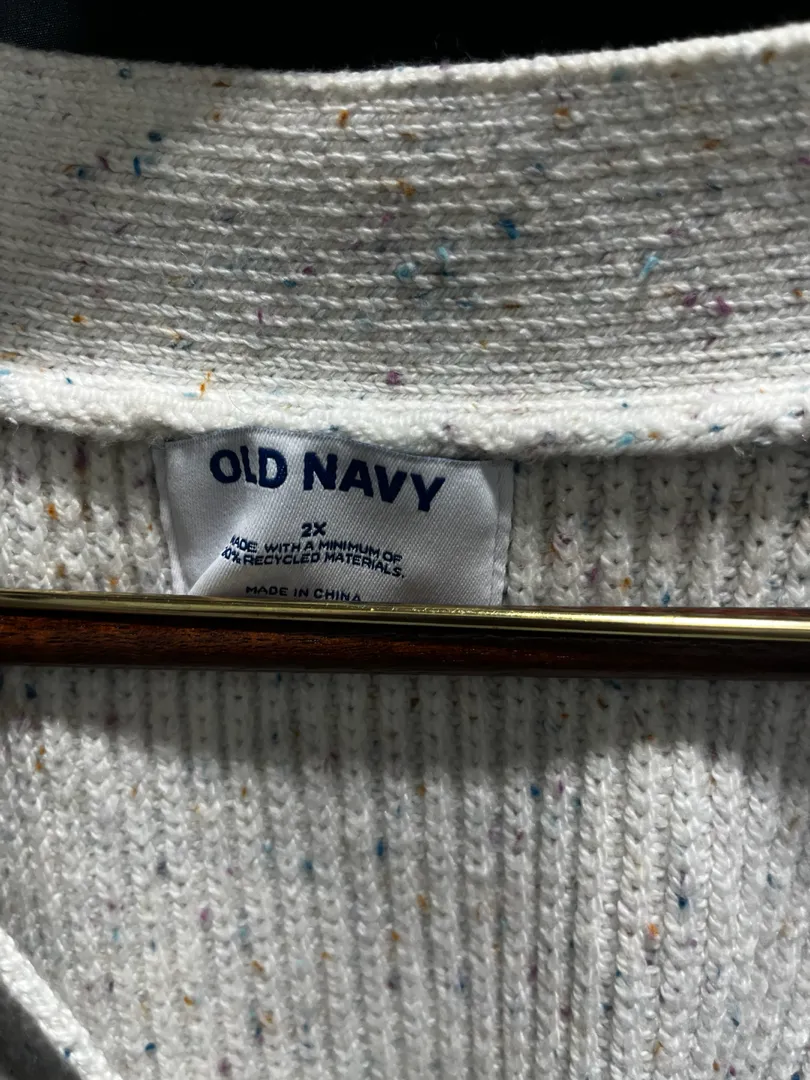 OLD NAVY
2X
MADE WITH A MINIMUM OF
RECYCLED MATERIALS.
MADE IN CHINA